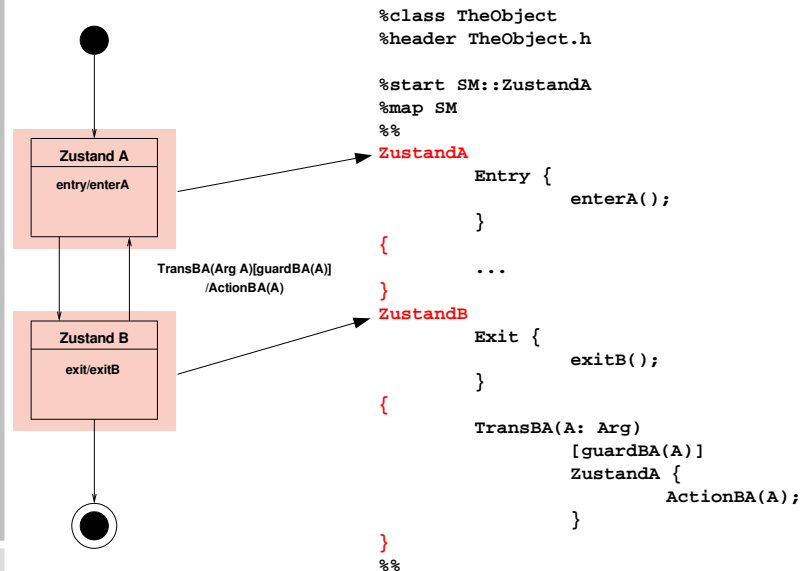 Zustand A
entry/enterA
TransBA(Arg A)[guardBA(A)]
/ActionBA(A)
Zustand B
exit/exitB
%class TheObject
%header TheObject.h
%start SM::ZustandA
%map SM
%%
ZustandA
Entry {
enterA();
}
{
...
}
ZustandB
Exit {
exitB();
}
{
TransBA(A: Arg)
[guardBA(A)]
ZustandA {
ActionBA(A);
}
}
%%